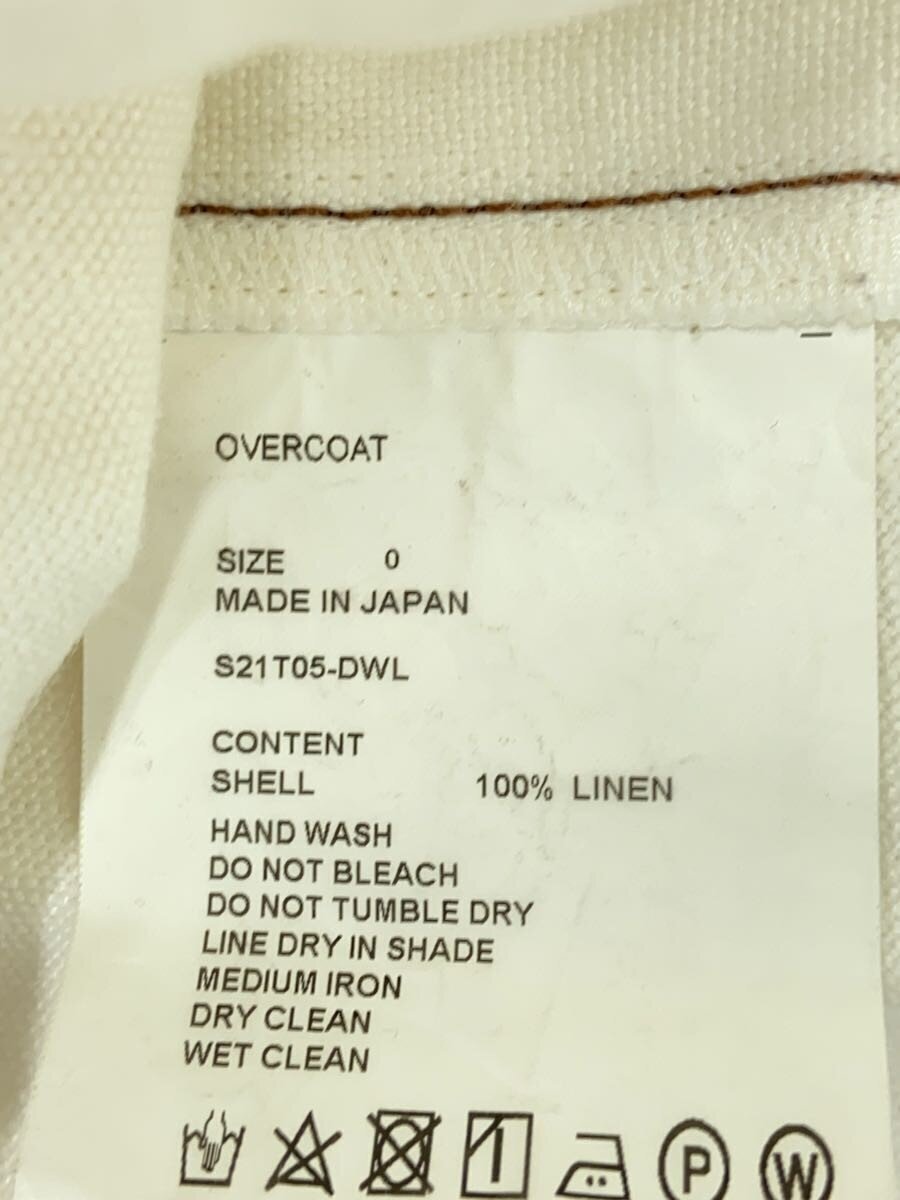 OVERCOAT
SIZE 0
MADE IN JAPAN
S21T05-DWL
CONTENT
SHELL 100% LINEN
HAND WASH
DO NOT BLEACH
DO NOT TUMBLE DRY
LINE DRY IN SHADE
MEDIUM IRON
DRY CLEAN
WET CLEAN
P W